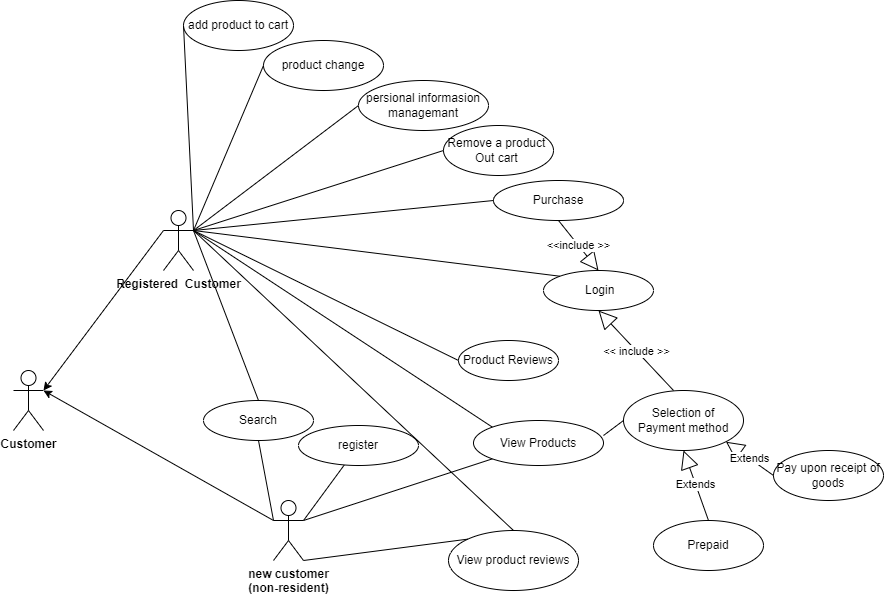 add product to cart
product change
persional informasion
managemant
Remove a product
Out cart
Purchase
<<include >>
Registered  Customer
Login
<< include >>
Product Reviews
Customer
Search
register
View Products
Selection of
Payment method
Extends
Pay upon receipt of
goods
Extends
Prepaid
View product reviews
new customer
(non-resident)